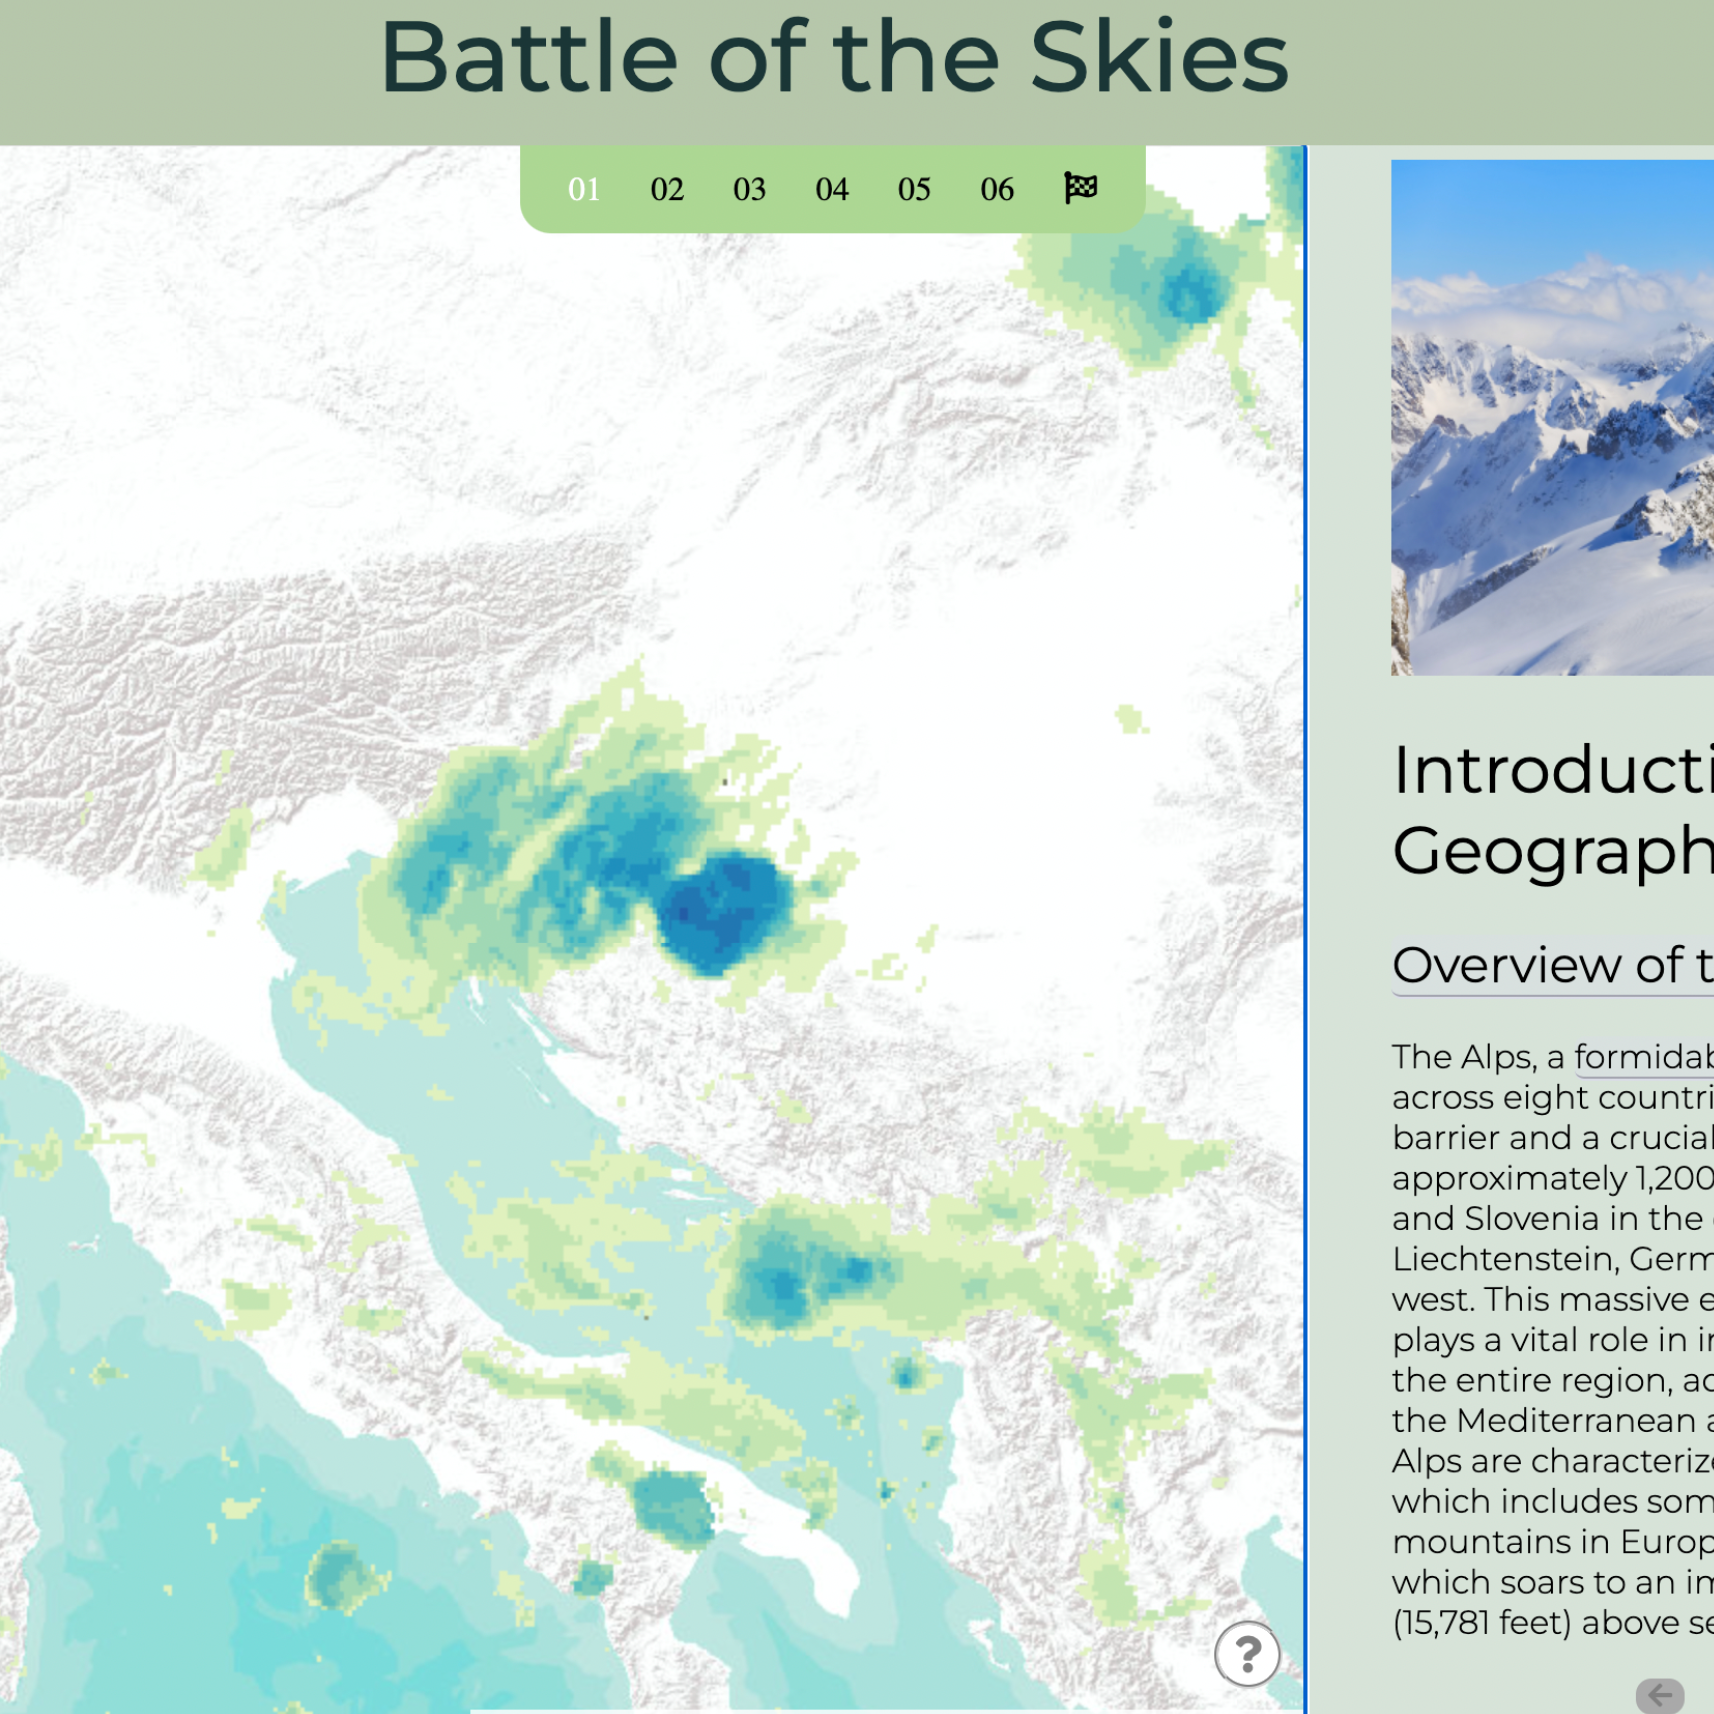 Battle of the Skies
01 02 03 04 05 06
?
Introducti
Geograph
Overview of t
The Alps, a formidab
across eight countri
barrier and a crucial
approximately 1,200
and Slovenia in the
Liechtenstein, Germ
west. This massive e
plays a vital role in i
the entire region, ac
the Mediterranean a
Alps are characterize
which includes som
mountains in Europ
which soars to an im
(15,781 feet) above se